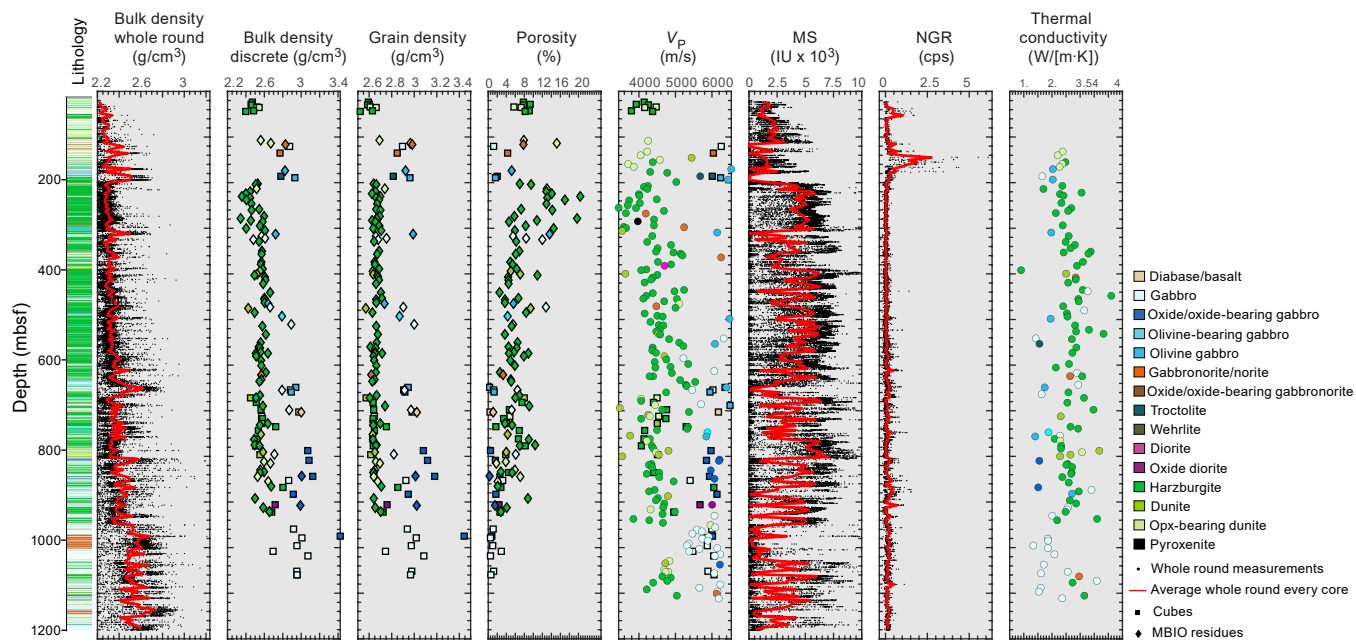 Lithology
Bulk density
whole round
(g/cm3)
2.2 2.6 3 3.2
Bulk density
discrete (g/cm3)
2.2 2.6 3 3.4
Grain density
(g/cm3)
2.6 2.6 3 3.2 3.4
Porosity
(%)
0 4 8 12 14 20
VP
(m/s)
4000 5000 6000
MS
(IU x 103)
0 5 10
NGR
(cps)
0 2.5 5
Thermal
conductivity
(W/[m·K])
1 2 3 3.5 4 4
Depth (mbsf)
200
400
600
800
1000
1200
Diabase/basalt
Gabbro
Oxide/oxide-bearing gabbro
Olivine-bearing gabbro
Olivine gabbro
Gabbronorite/norite
Oxide/oxide-bearing gabbronorite
Troctolite
Wehrlite
Diorite
Oxide diorite
Harzburgite
Dunite
Opx-bearing dunite
Pyroxenite
Whole round measurements
Average whole round every core
Cubes
MBIO residues